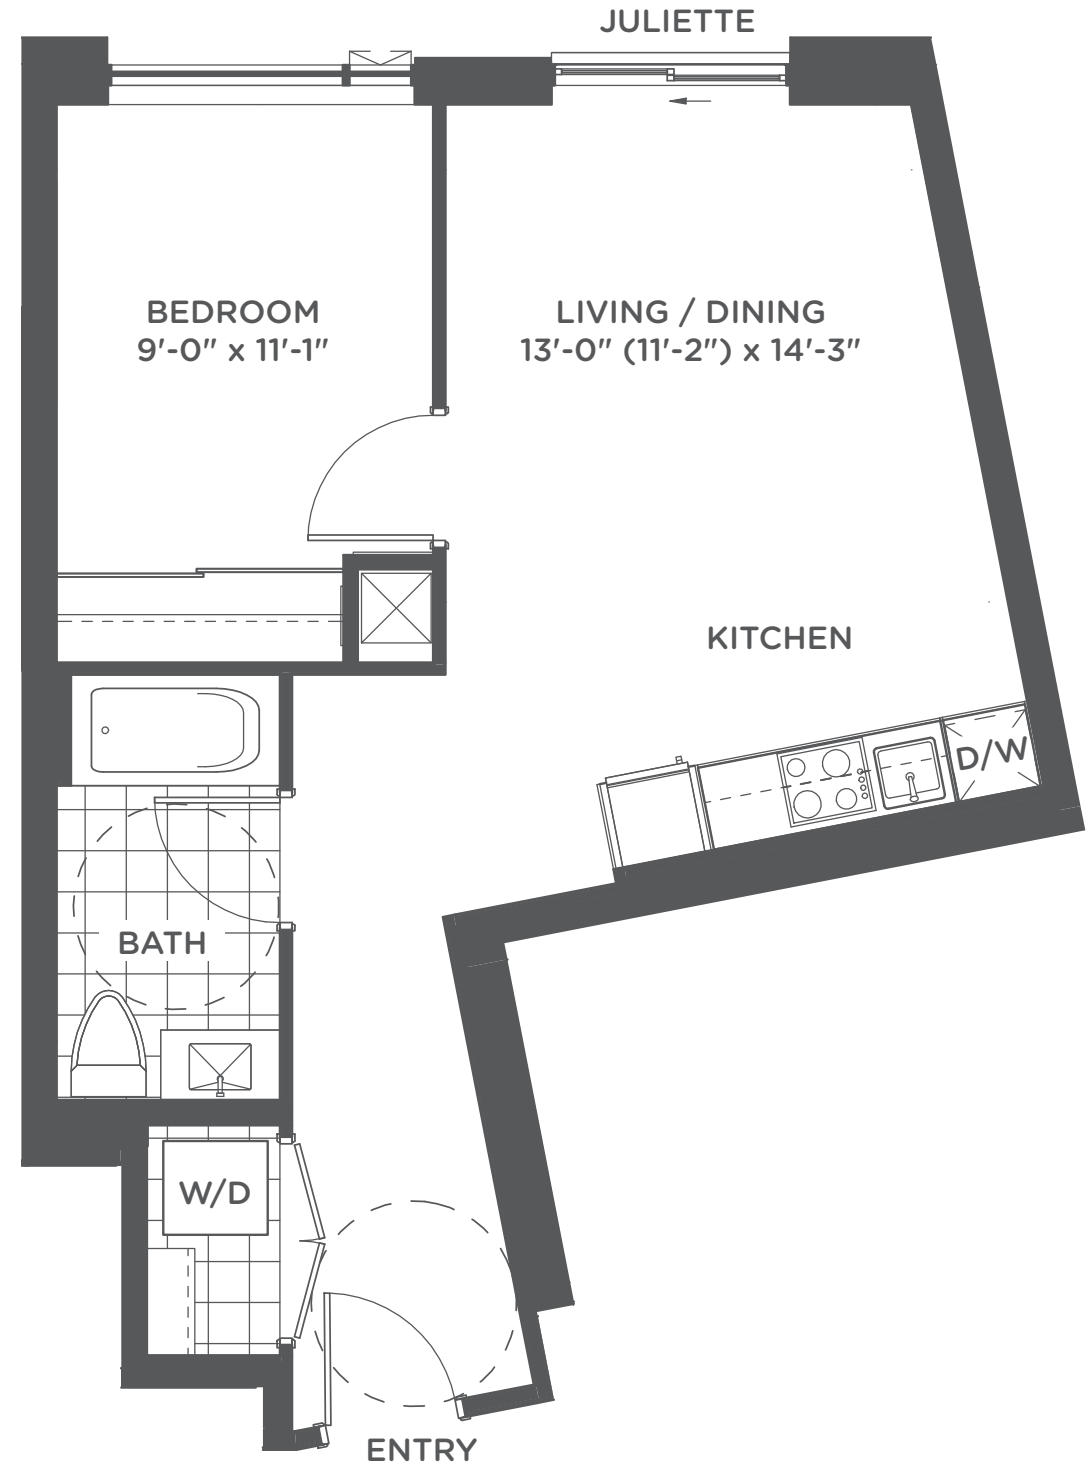 JULIETTE
BEDROOM
9'-0" x 11'-1"
LIVING / DINING
13'-0" (11'-2") x 14'-3"
KITCHEN
D/W
BATH
W/D
ENTRY